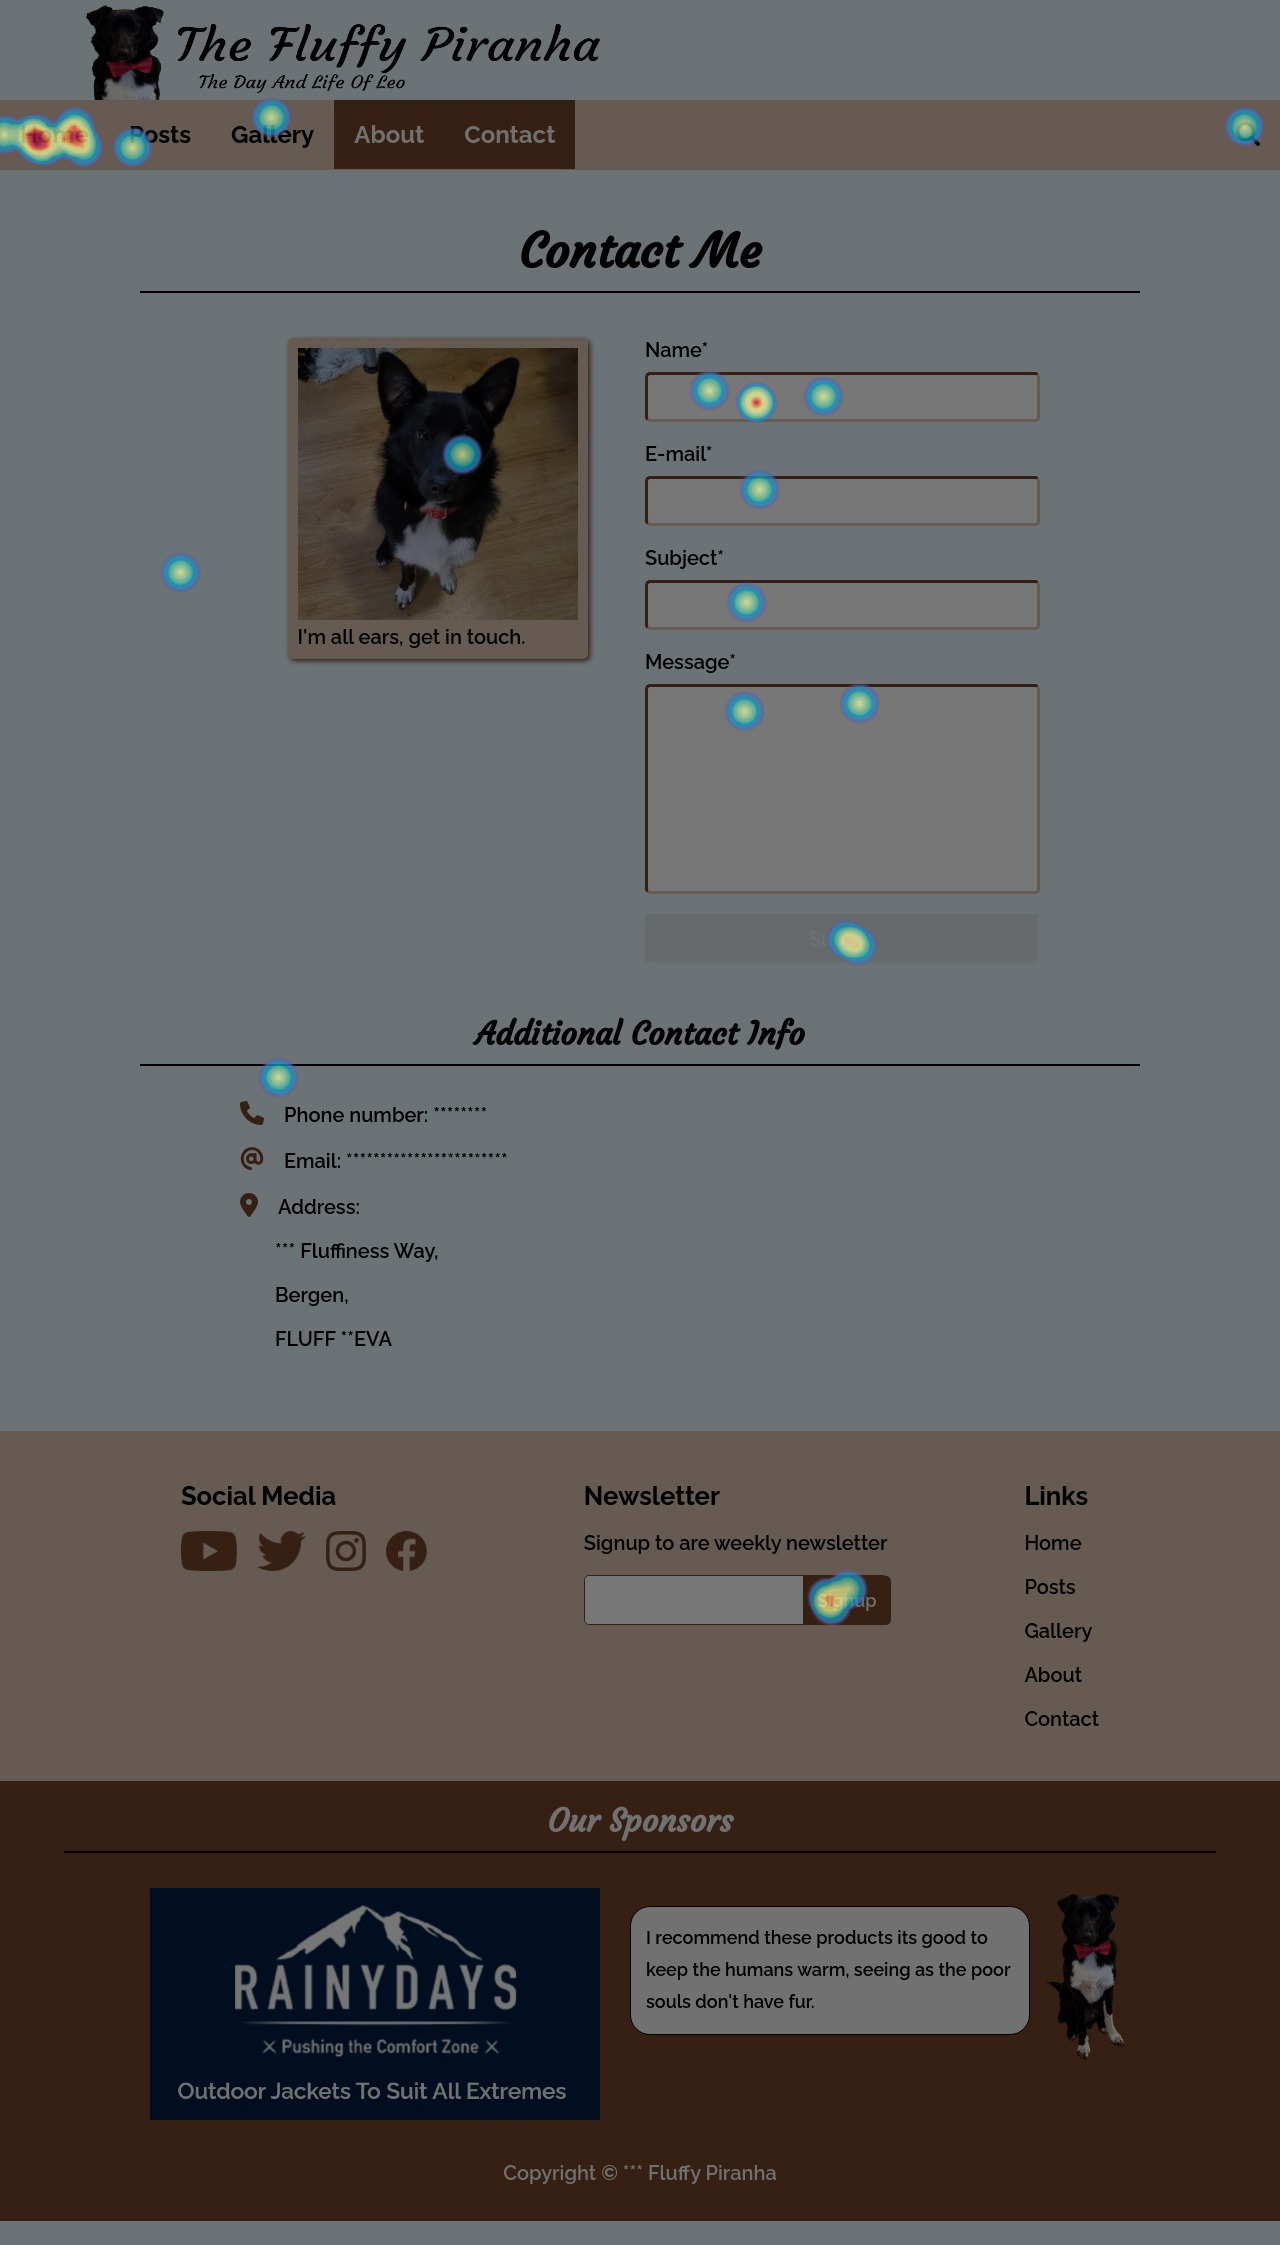 The Fluffy Piranha
The Day And Life Of Leo
Home Posts Gallery About Contact
Contact Me
Name*
E-mail*
Subject*
Message*
I'm all ears, get in touch.
Additional Contact Info
Phone number: ********
Email: ************************
Address:
*** Fluffiness Way,
Bergen,
FLUFF **EVA
Social Media
Newsletter
Signup to are weekly newsletter
Signup
Links
Home
Posts
Gallery
About
Contact
Our Sponsors
RAINYDAYS
× Pushing the Comfort Zone ×
Outdoor Jackets To Suit All Extremes
I recommend these products its good to
keep the humans warm, seeing as the poor
souls don't have fur.
Copyright © *** Fluffy Piranha